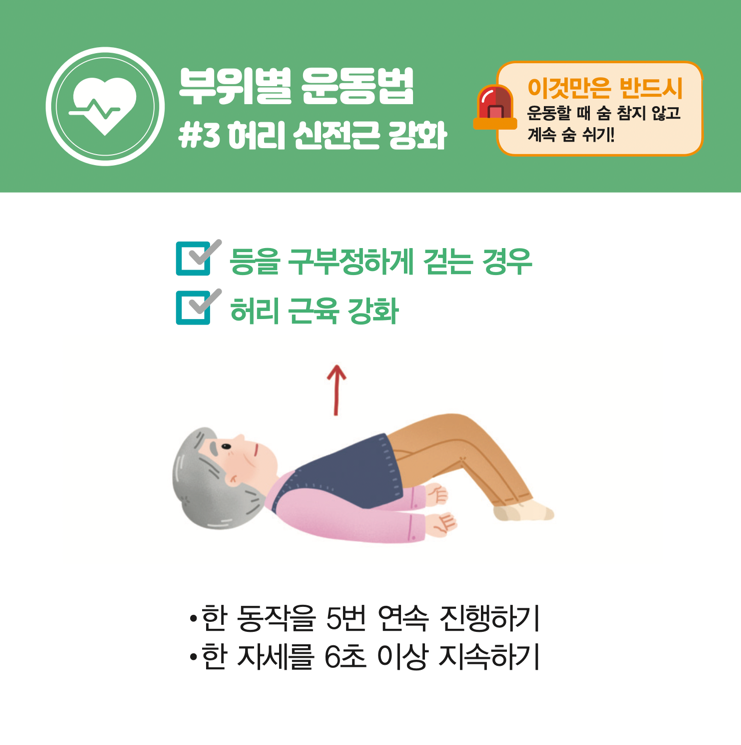 부위별 운동법
#3 허리 신전근 강화
이것만은 반드시
운동할 때 숨 참지 않고
계속 숨 쉬기!
등을 구부정하게 걷는 경우
허리 근육 강화
•한 동작을 5번 연속 진행하기
•한 자세를 6초 이상 지속하기